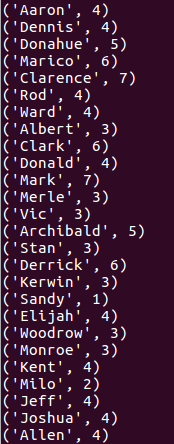 ('Aaron', 4)
('Dennis', 4)
('Donahue', 5)
('Marico', 6)
('Clarence', 7)
('Rod', 4)
('Ward', 4)
('Albert', 3)
('Clark', 6)
('Donald', 4)
('Mark', 7)
('Merle', 3)
('Vic', 3)
('Archibald', 5)
('Stan', 3)
('Derrick', 6)
('Kerwin', 3)
('Sandy', 1)
('Elijah', 4)
('Woodrow', 3)
('Monroe', 3)
('Kent', 4)
('Milo', 2)
('Jeff', 4)
('Joshua', 4)
('Allen', 4)